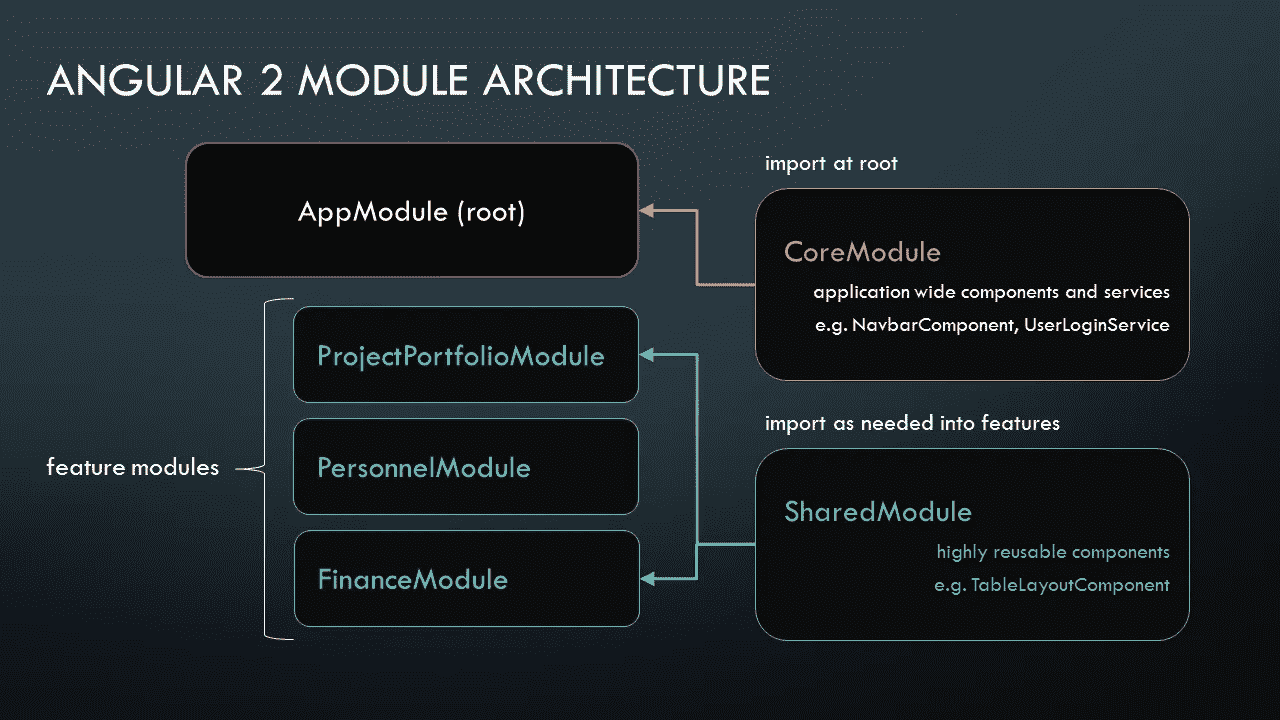 ANGULAR 2 MODULE ARCHITECTURE
AppModule (root)
import at root
CoreModule
application wide components and services
e.g. NavbarComponent, UserLoginService
feature modules
ProjectPortfolioModule
PersonnelModule
FinanceModule
import as needed into features
SharedModule
highly reusable components
e.g. TableLayoutComponent